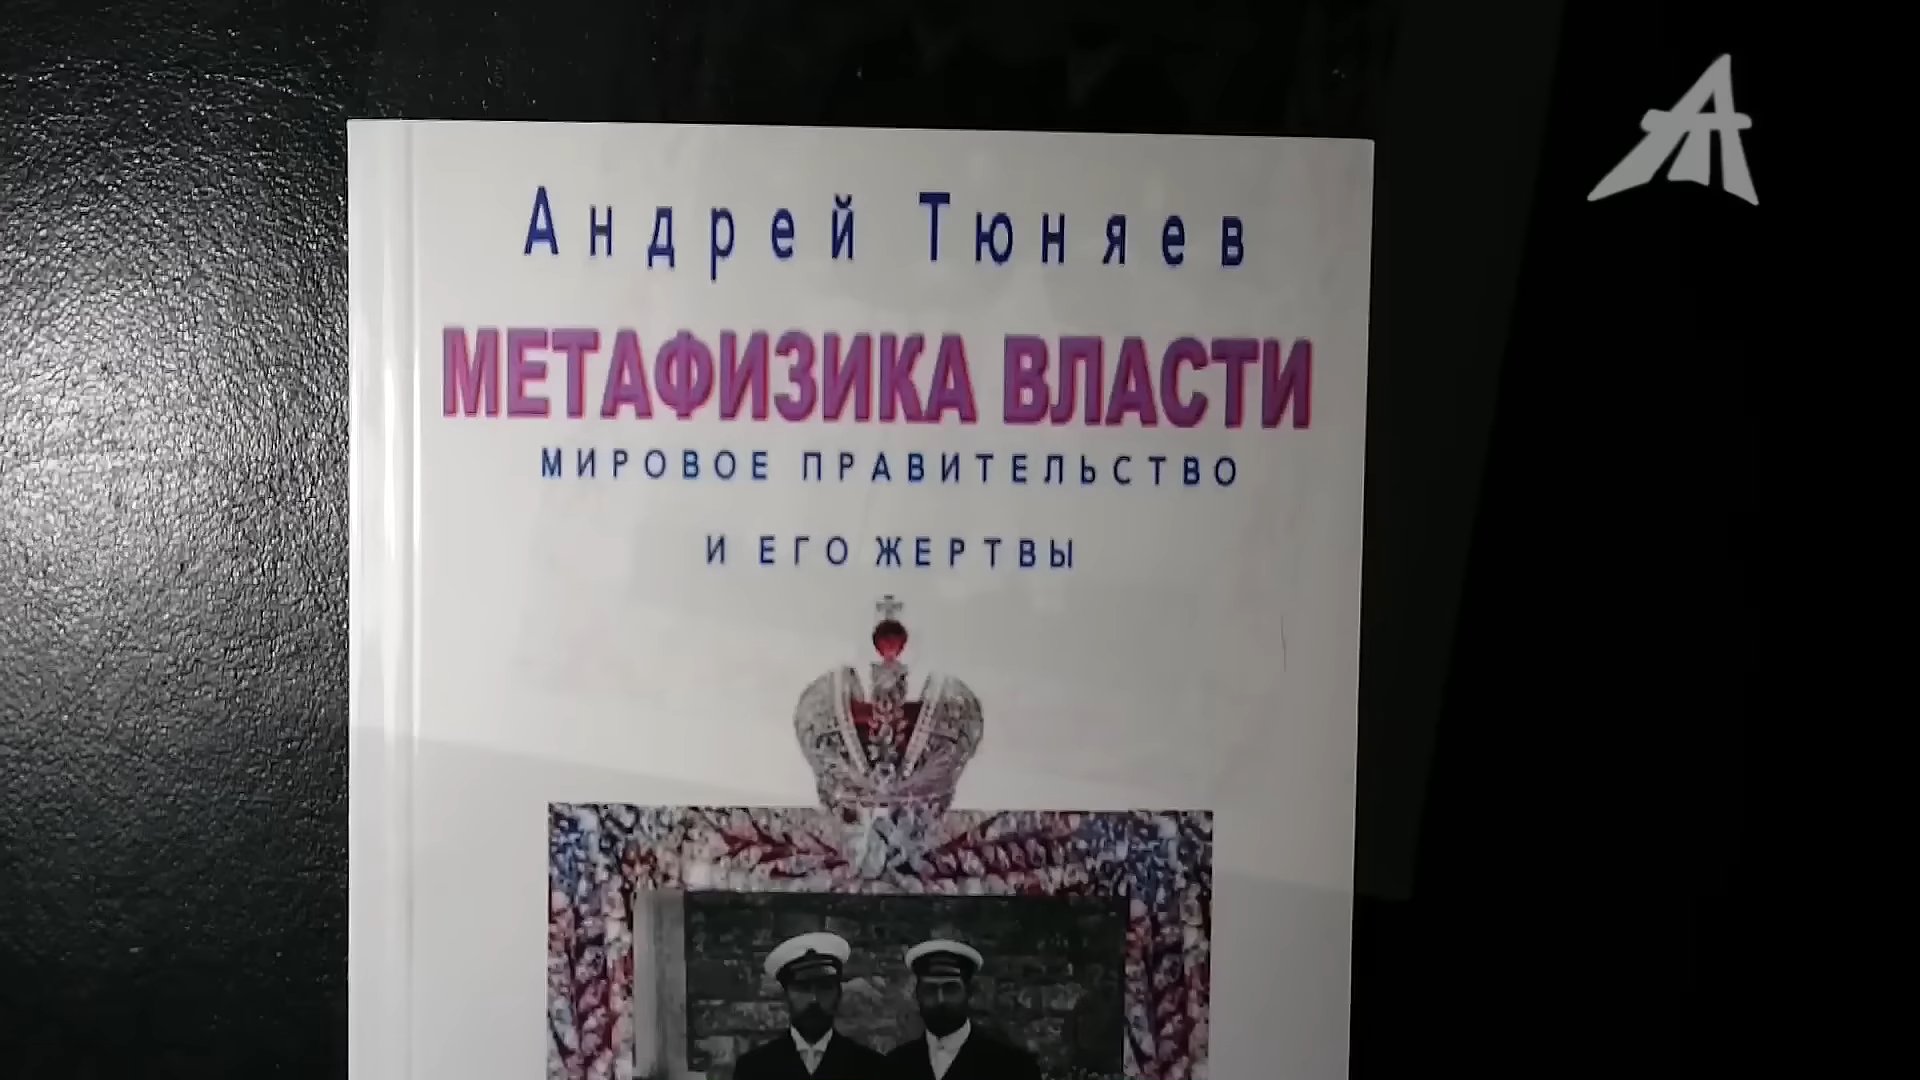 Андрей Тюняев
МЕТАФИЗИКА ВЛАСТИ
МИРОВОЕ ПРАВИТЕЛЬСТВО
И ЕГО ЖЕРТВЫ